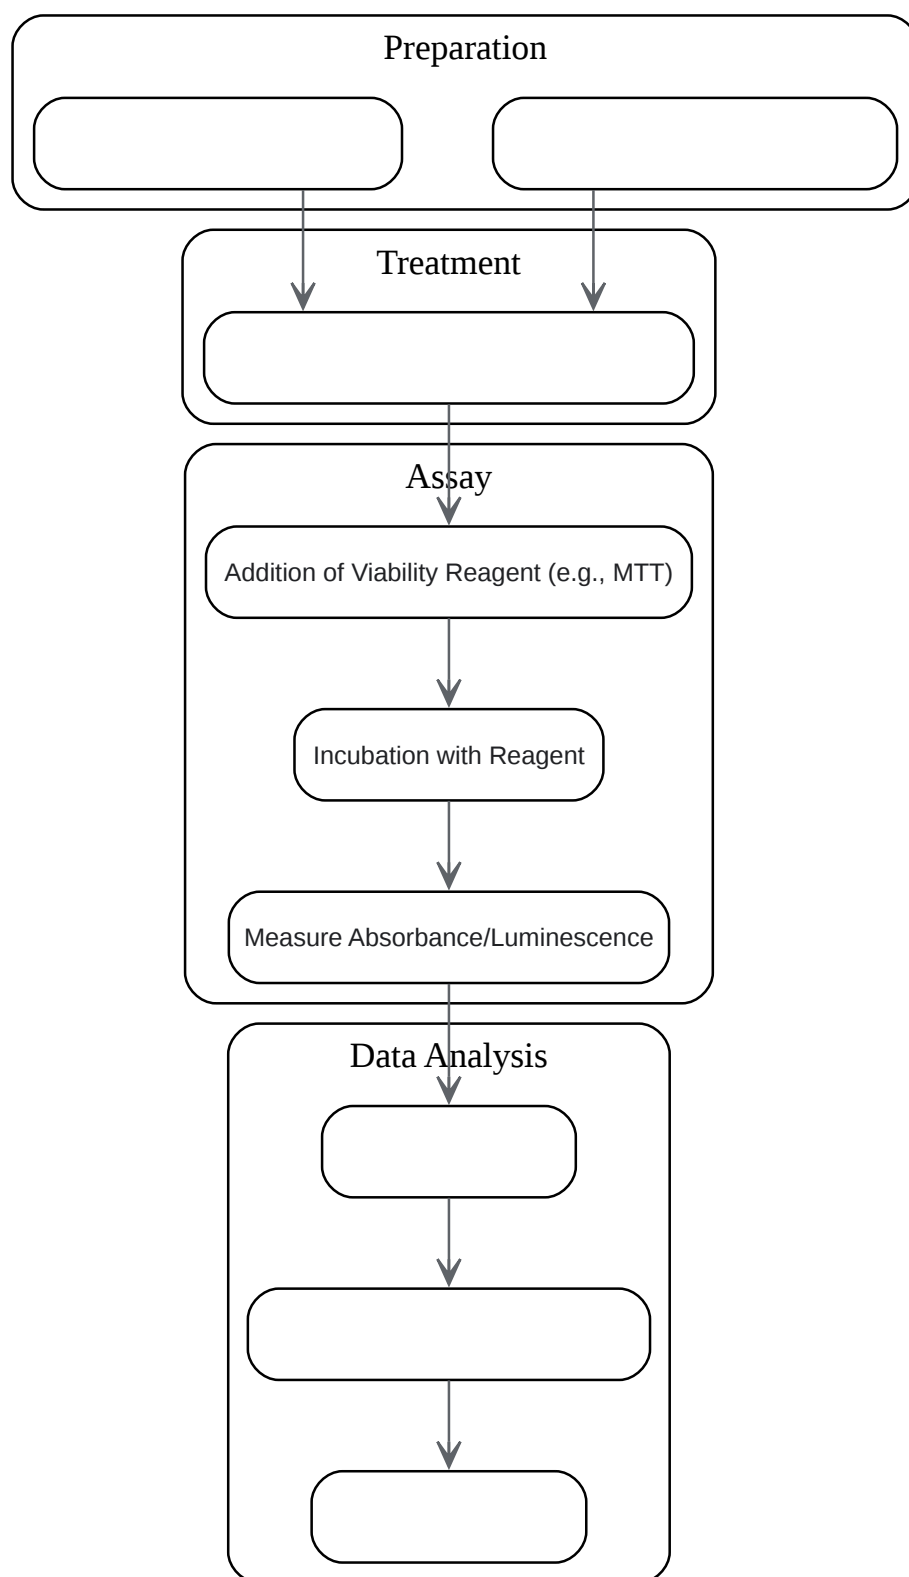 Preparation
Treatment
Assay
Addition of Viability Reagent (e.g., MTT)
Incubation with Reagent
Measure Absorbance/Luminescence
Data Analysis